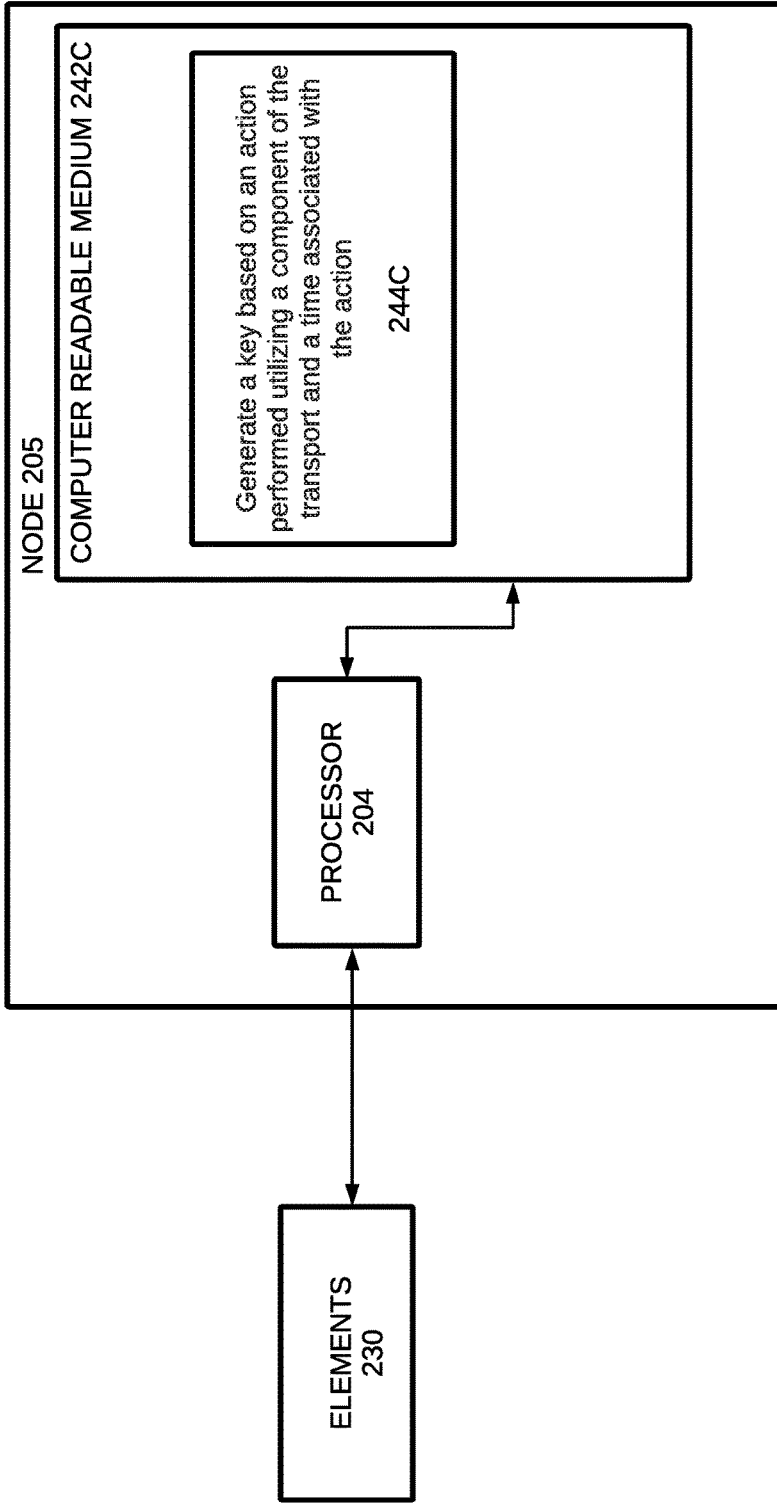 NODE 205
COMPUTER READABLE MEDIUM 242C
Generate a key based on an action
performed utilizing a component of the
transport and a time associated with
the action
244C
PROCESSOR
204
ELEMENTS
230